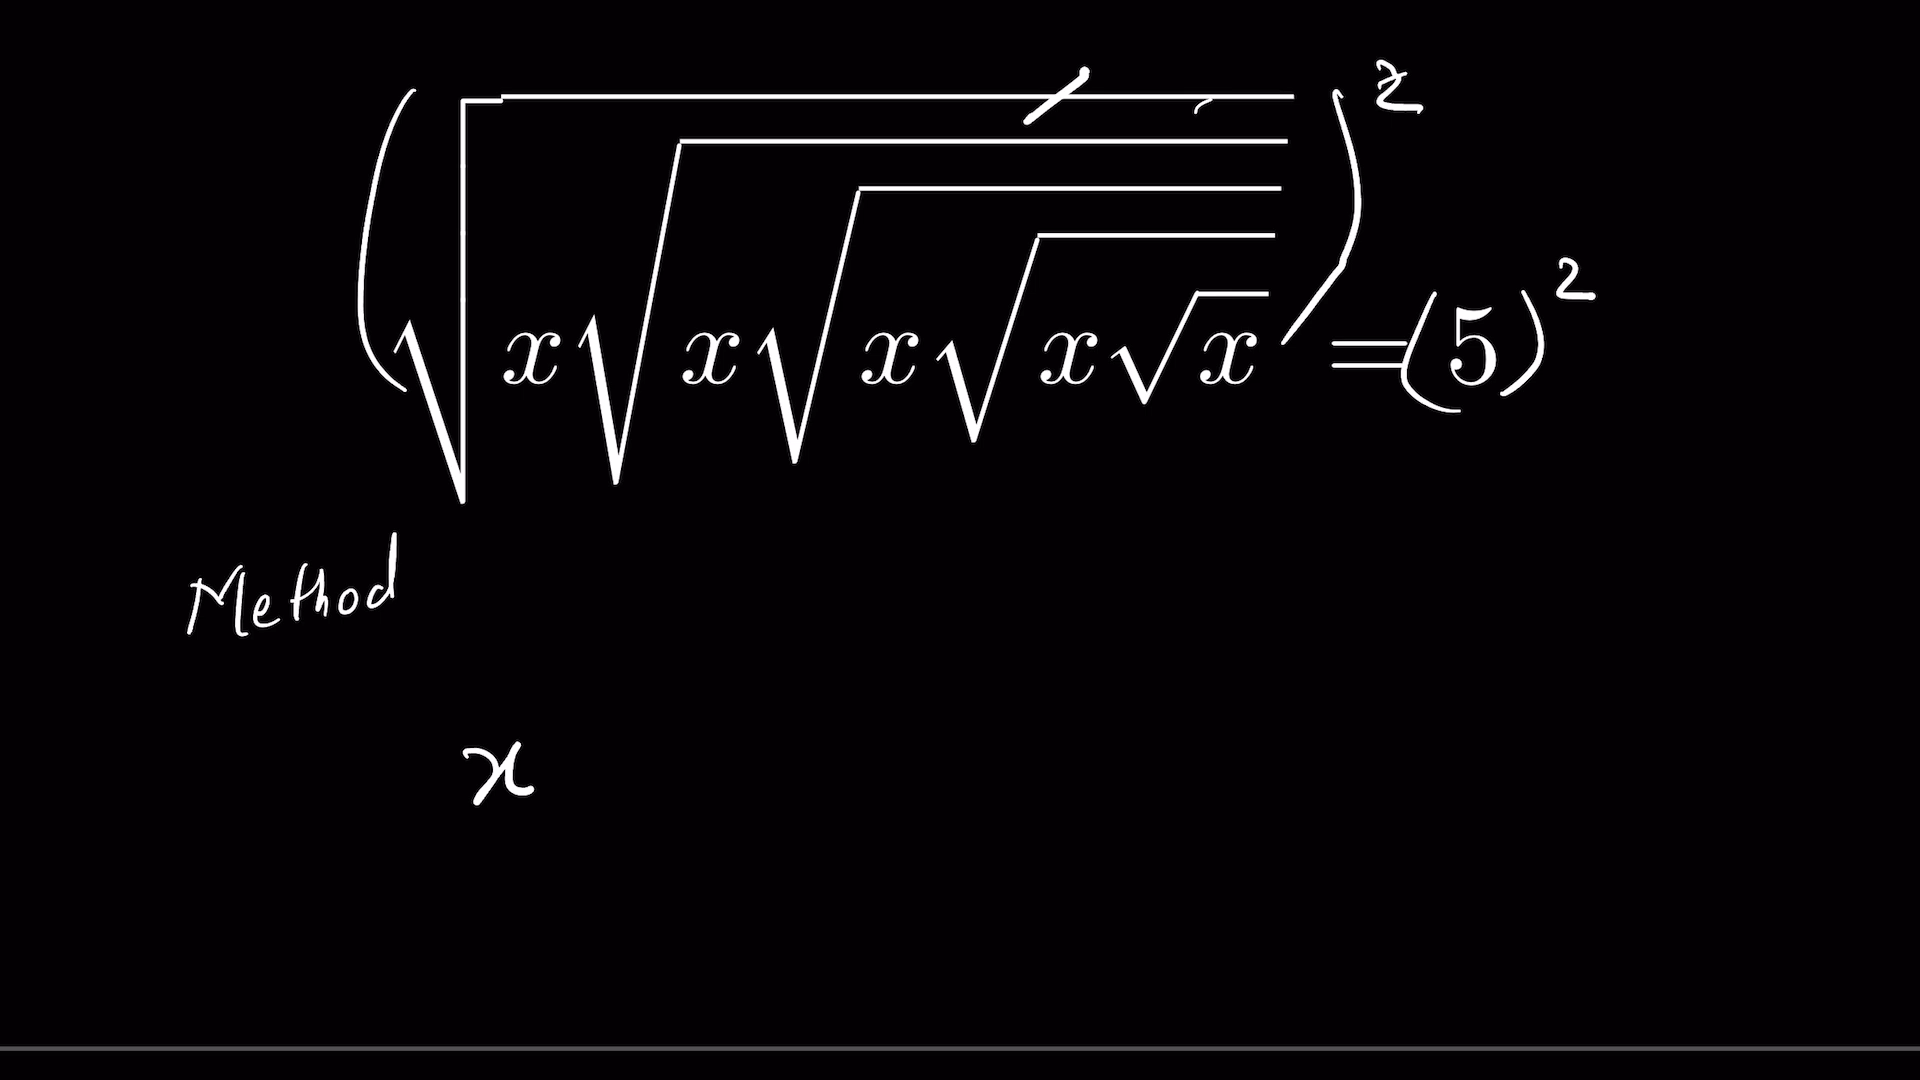 (√x√x√x√x√x)² = (5)²
Method
x